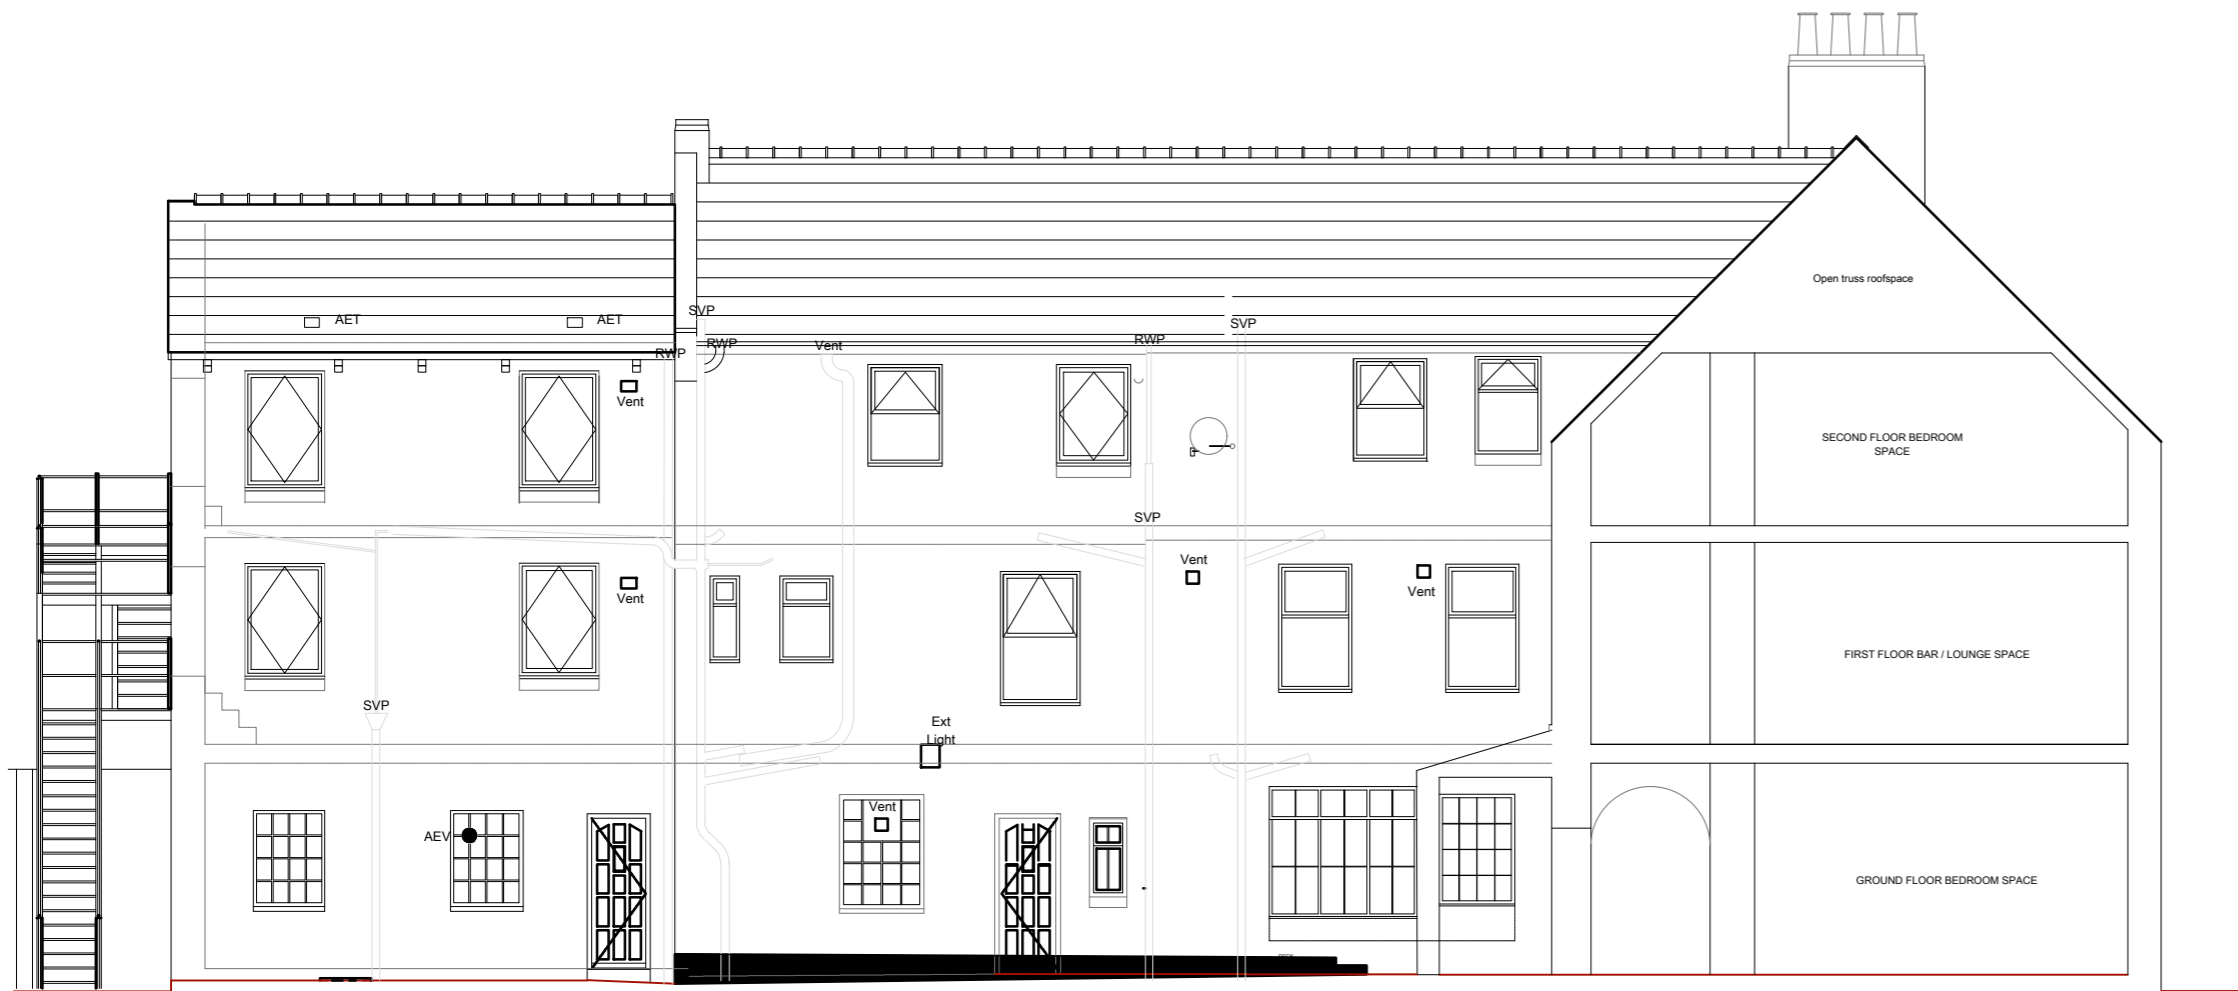 Open truss roofspace
SVP
AET
AET
SVP
RWP
RWP
Vent
RWP
Vent
SECOND FLOOR BEDROOM
SPACE
SVP
Vent
Vent
Vent
FIRST FLOOR BAR / LOUNGE SPACE
SVP
Ext
Light
Vent
AEV
GROUND FLOOR BEDROOM SPACE